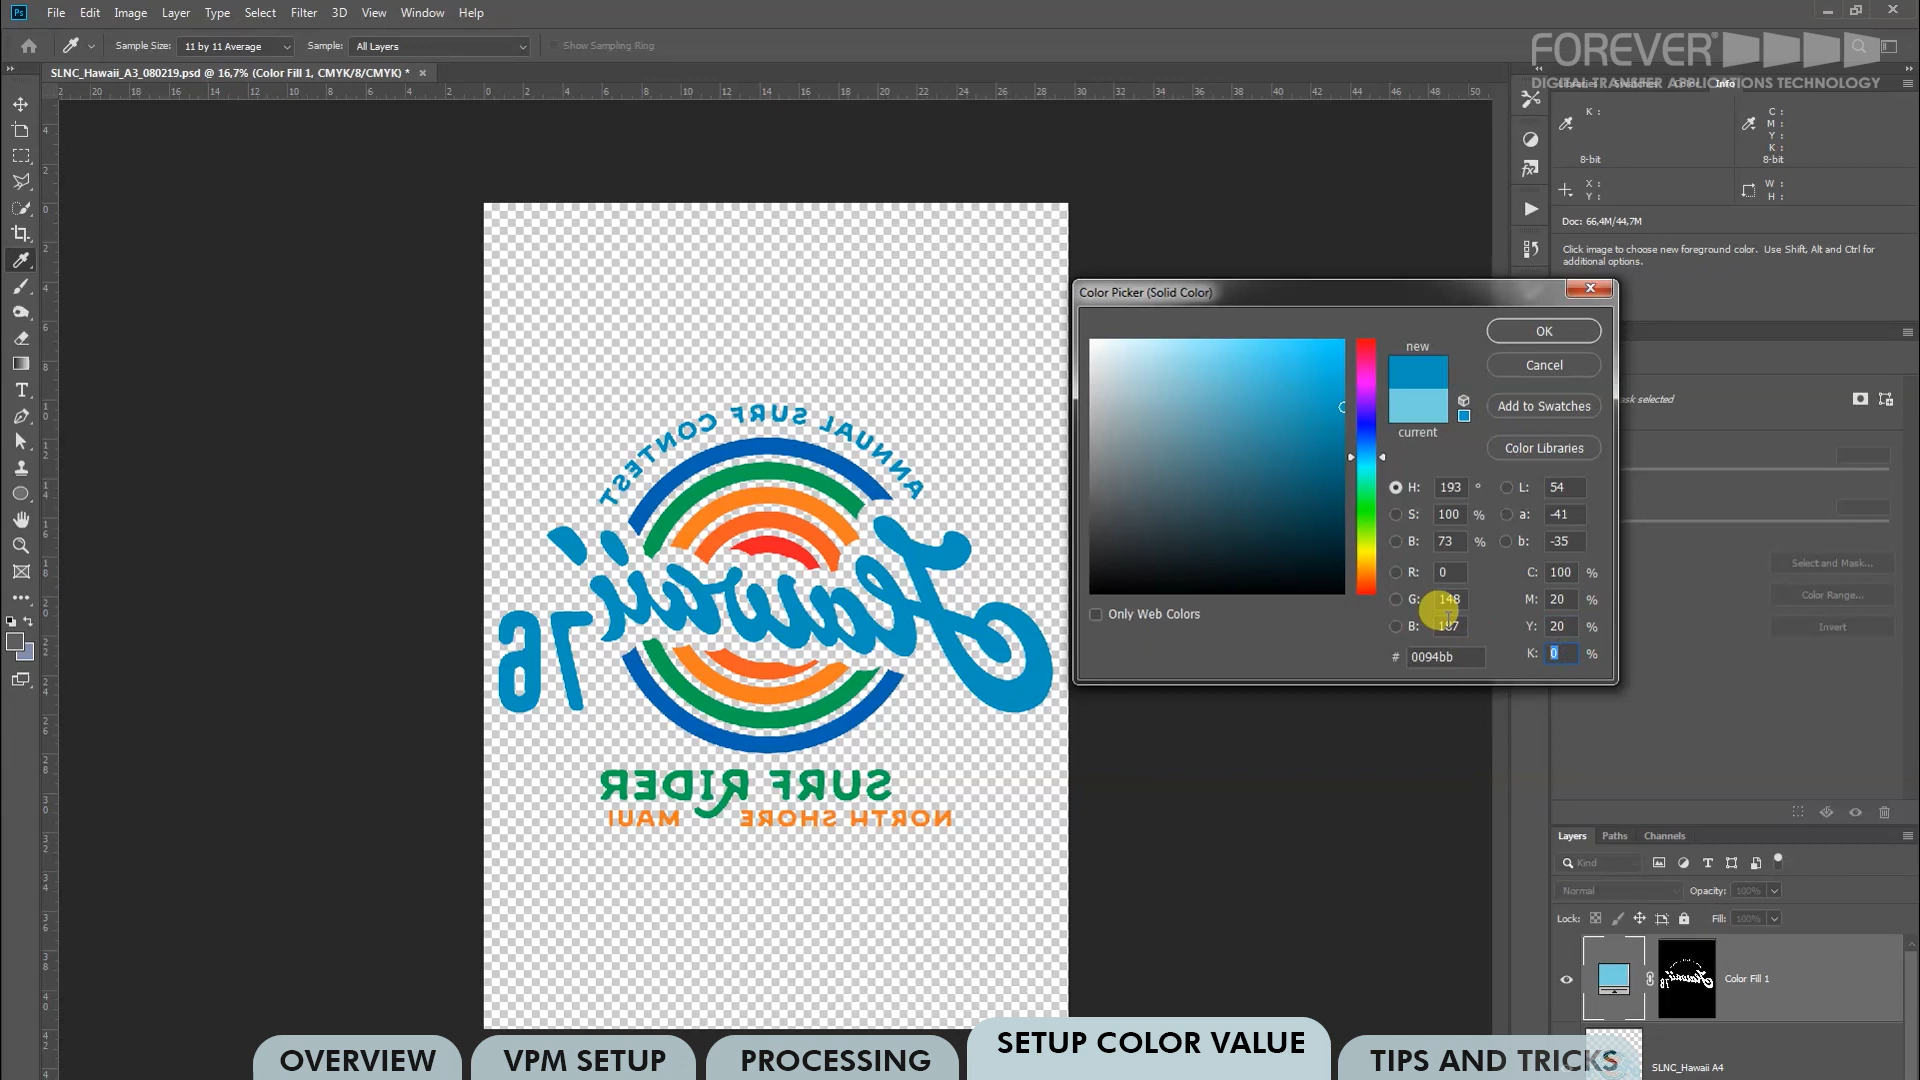 File Edit Image Layer Type Select Filter 3D View Window Help
Sample Size: 11 by 11 Average Sample: All Layers Show Sampling Ring
FOREVER®
DIGITAL TRANSFER APPLICATIONS TECHNOLOGY
SLNC_Hawaii_A3_080219.psd @ 16,7% (Color Fill 1, CMYK/8/CMYK) * ×
Info
K :
C :
M :
Y :
K :
8-bit
8-bit
X :
Y :
W :
H :
Doc: 66,4M/44,7M
Click image to choose new foreground color. Use Shift, Alt and Ctrl for
additional options.
Color Picker (Solid Color)
OK
new
Cancel
Add to Swatches
current
Color Libraries
H: 193 °
L: 54
S: 100 %
a: -41
B: 73 %
b: -35
R: 0
C: 100 %
G: 148
M: 20 %
B: 187
Y: 20 %
# 0094bb
K: 0 %
Only Web Colors
ask selected
Select and Mask...
Color Range...
Invert
ANNUAL SURF CONTEST
Hawaii '76
SURF RIDER
NORTH SHORE MAUI
Layers Paths Channels
Kind
Normal Opacity: 100%
Lock: Fill: 100%
Color Fill 1
SLNC_Hawaii A4
OVERVIEW
VPM SETUP
PROCESSING
SETUP COLOR VALUE
TIPS AND TRICKS